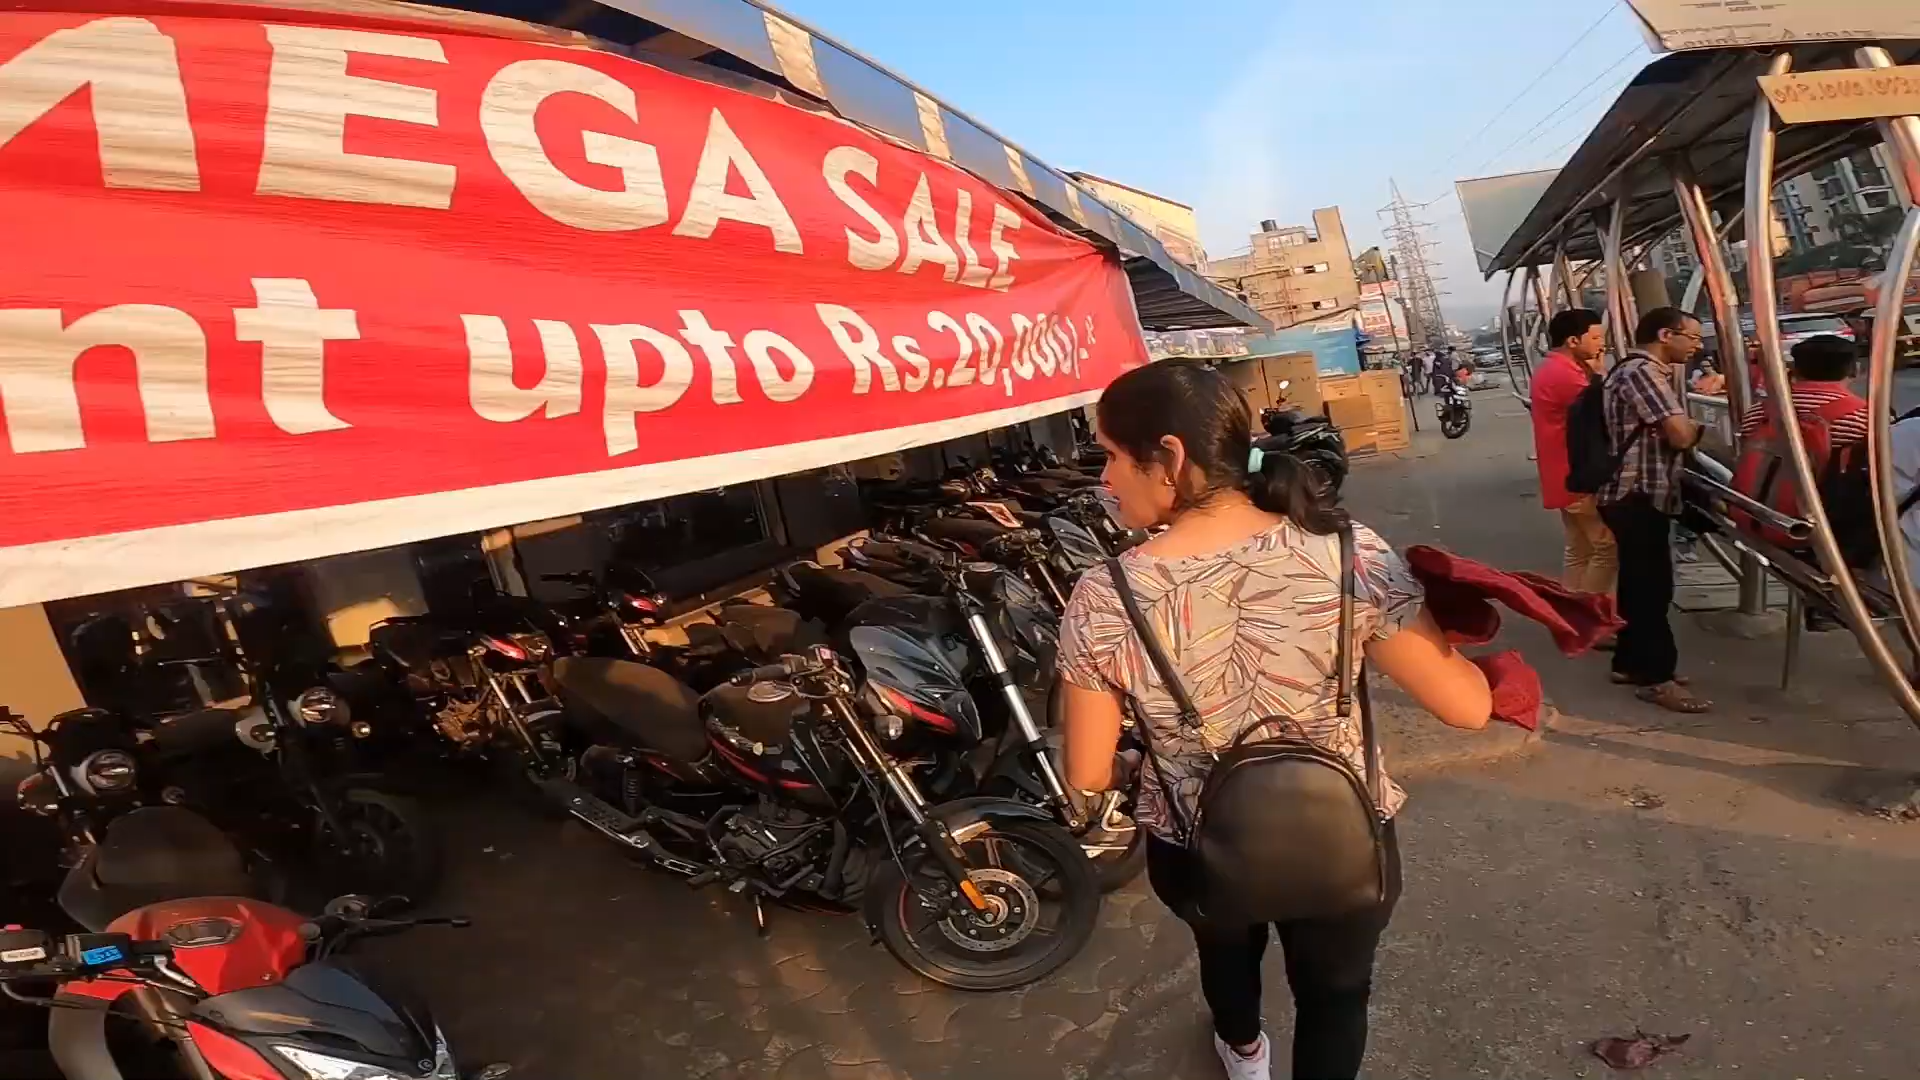 MEGA SALE
nt upto Rs.20,000/-*